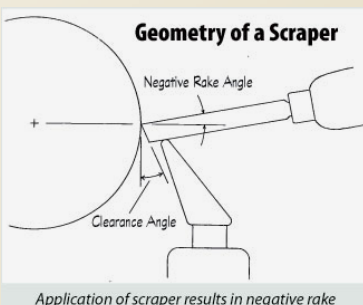 Geometry of a Scraper
Negative Rake Angle
Clearance Angle
Application of scraper results in negative rake